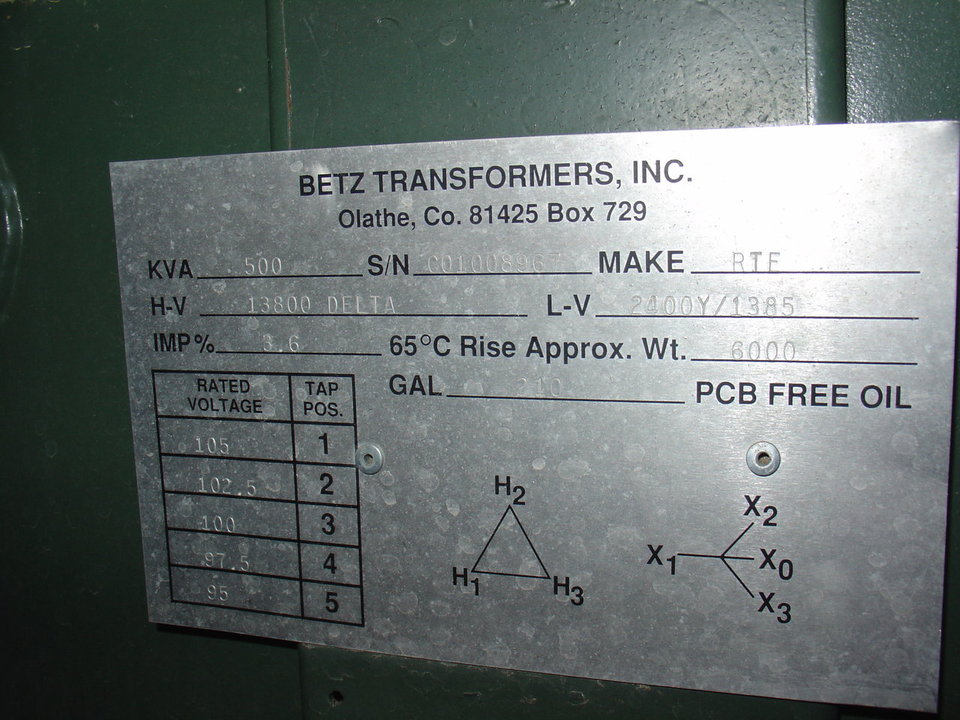 BETZ TRANSFORMERS, INC.
Olathe, Co. 81425 Box 729
KVA 500 S/N C01008967 MAKE RTE
H-V 13800 DELTA L-V 2400Y/1385
IMP% 3.6 65°C Rise Approx. Wt. 6000
GAL 210 PCB FREE OIL
RATED VOLTAGE TAP POS.
105 1
102.5 2
100 3
97.5 4
95 5
H2
H1 H3
X2
X1 X0
X3